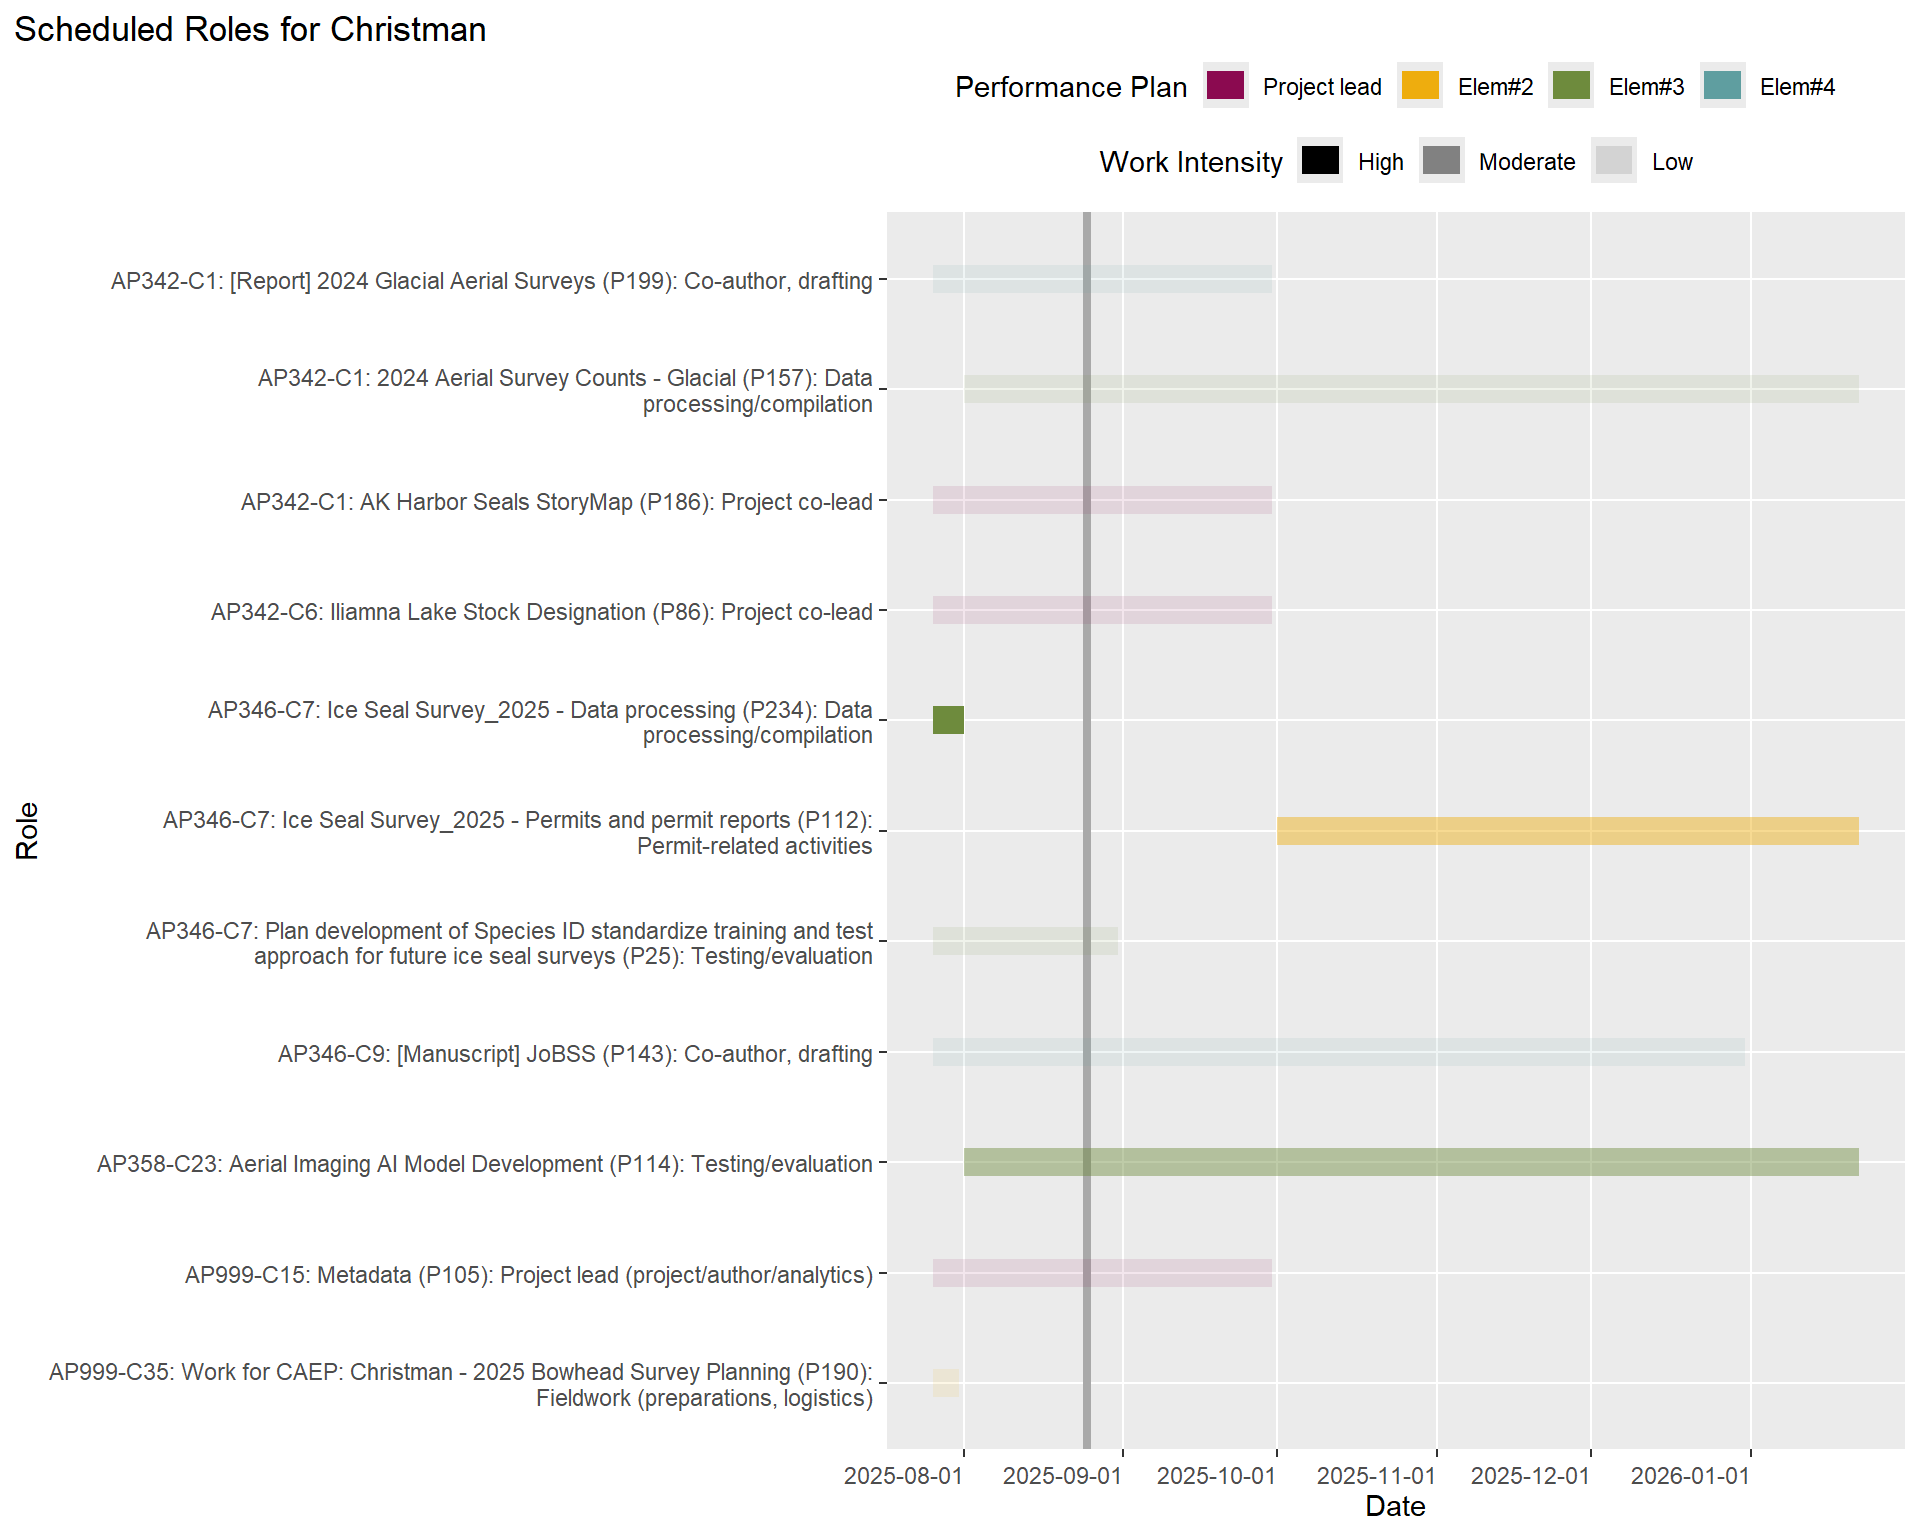 Scheduled Roles for Christman
Performance Plan Project lead Elem#2 Elem#3 Elem#4
Work Intensity High Moderate Low
AP342-C1: [Report] 2024 Glacial Aerial Surveys (P199): Co-author, drafting
AP342-C1: 2024 Aerial Survey Counts - Glacial (P157): Data
processing/compilation
AP342-C1: AK Harbor Seals StoryMap (P186): Project co-lead
AP342-C6: Iliamna Lake Stock Designation (P86): Project co-lead
AP346-C7: Ice Seal Survey_2025 - Data processing (P234): Data
processing/compilation
AP346-C7: Ice Seal Survey_2025 - Permits and permit reports (P112):
Permit-related activities
AP346-C7: Plan development of Species ID standardize training and test
approach for future ice seal surveys (P25): Testing/evaluation
AP346-C9: [Manuscript] JoBSS (P143): Co-author, drafting
AP358-C23: Aerial Imaging AI Model Development (P114): Testing/evaluation
AP999-C15: Metadata (P105): Project lead (project/author/analytics)
AP999-C35: Work for CAEP: Christman - 2025 Bowhead Survey Planning (P190):
Fieldwork (preparations, logistics)
Role
2025-08-01 2025-09-01 2025-10-01 2025-11-01 2025-12-01 2026-01-01
Date